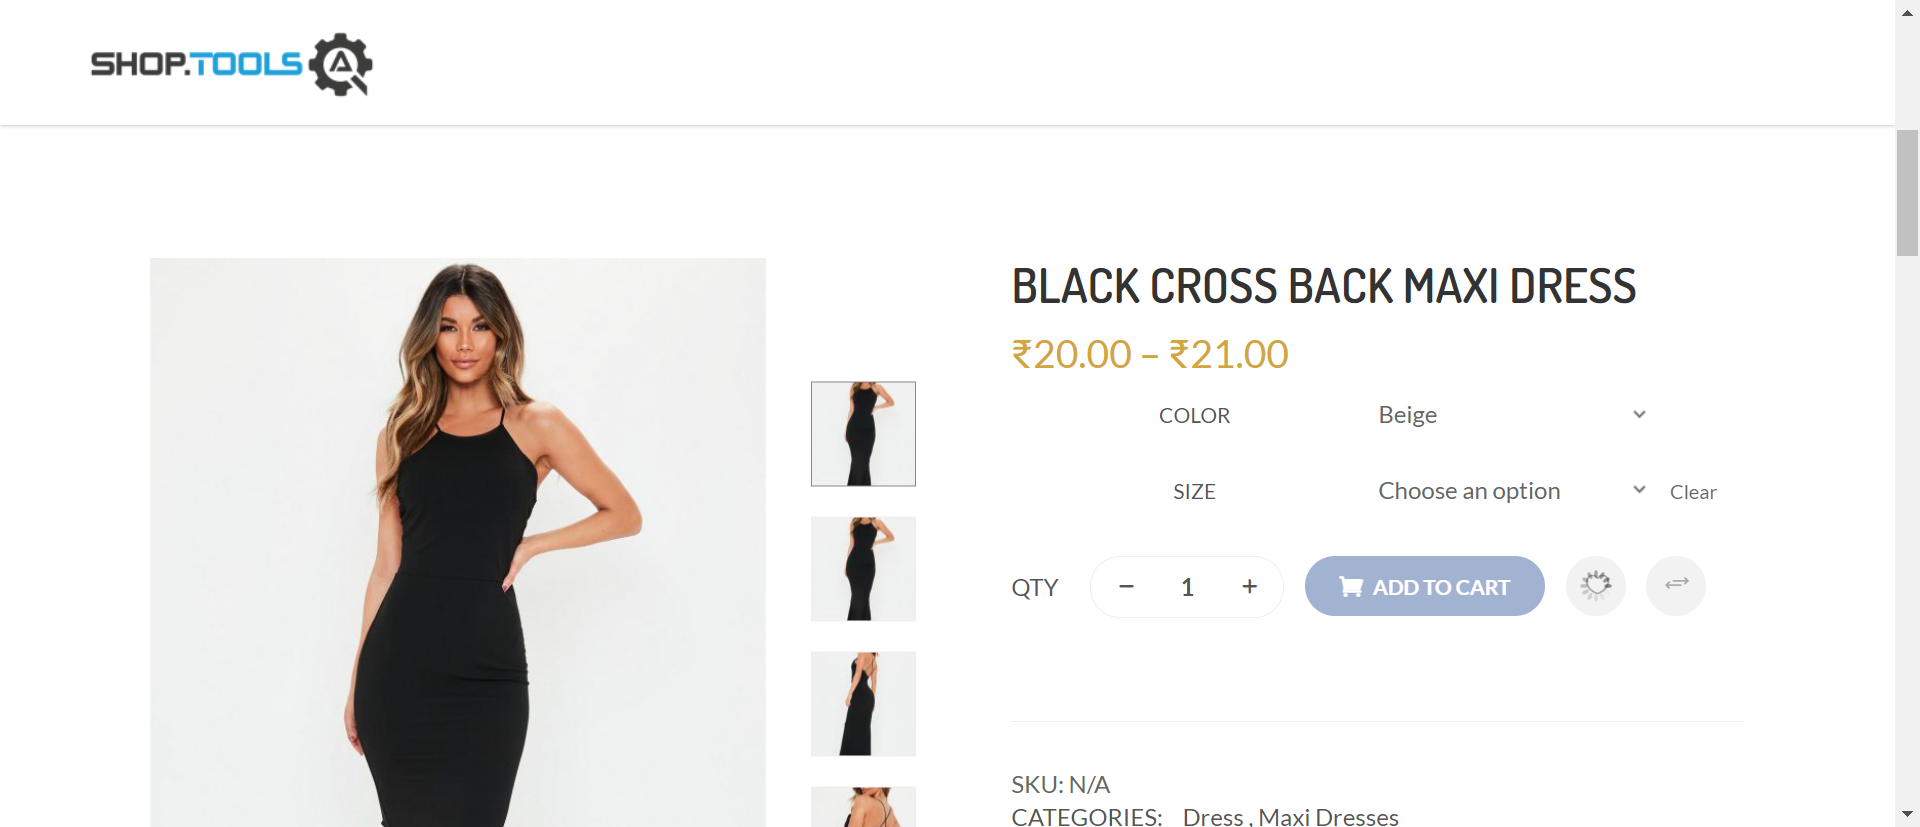 SHOP.TOOLS
BLACK CROSS BACK MAXI DRESS
₹20.00 – ₹21.00
COLOR Beige
SIZE Choose an option Clear
QTY − 1 + ADD TO CART
SKU: N/A
CATEGORIES: Dress , Maxi Dresses